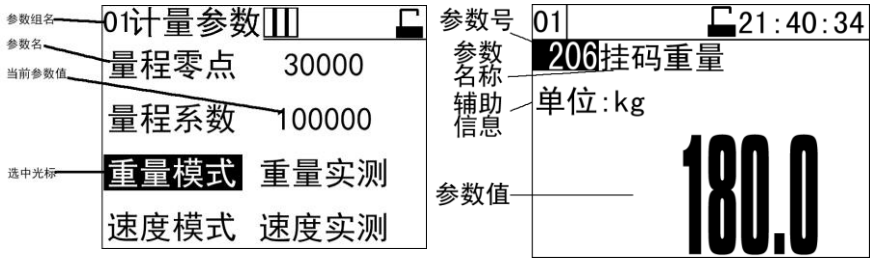 参数组名
01计量参数
参数名
量程零点 30000
当前参数值
量程系数 100000
选中光标
重量模式 重量实测
速度模式 速度实测
参数号
01 21:40:34
参数
名称
206挂码重量
辅助
信息
单位:kg
参数值
180.0